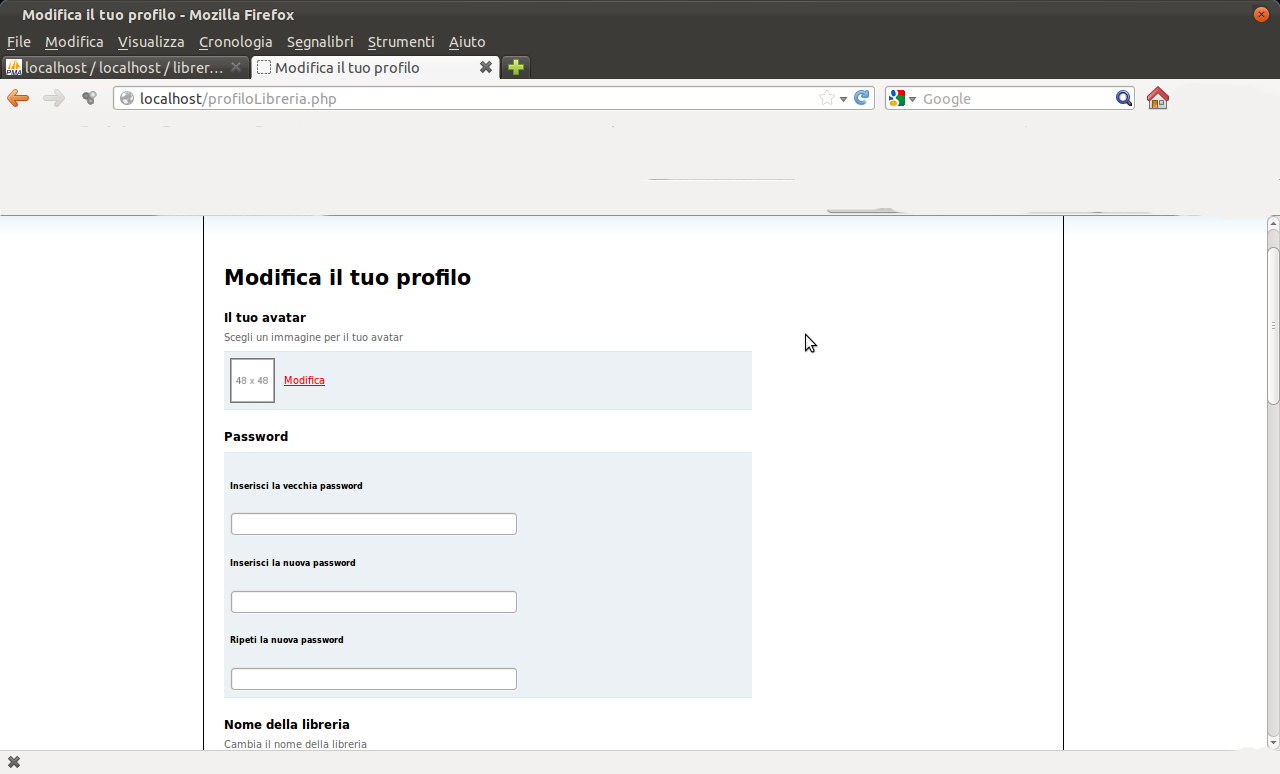 Modifica il tuo profilo - Mozilla Firefox
File Modifica Visualizza Cronologia Segnalibri Strumenti Aiuto
PMA localhost / localhost / librer... Modifica il tuo profilo
localhost/profiloLibreria.php Google
Modifica il tuo profilo
Il tuo avatar
Scegli un immagine per il tuo avatar
48 x 48 Modifica
Password
Inserisci la vecchia password
Inserisci la nuova password
Ripeti la nuova password
Nome della libreria
Cambia il nome della libreria